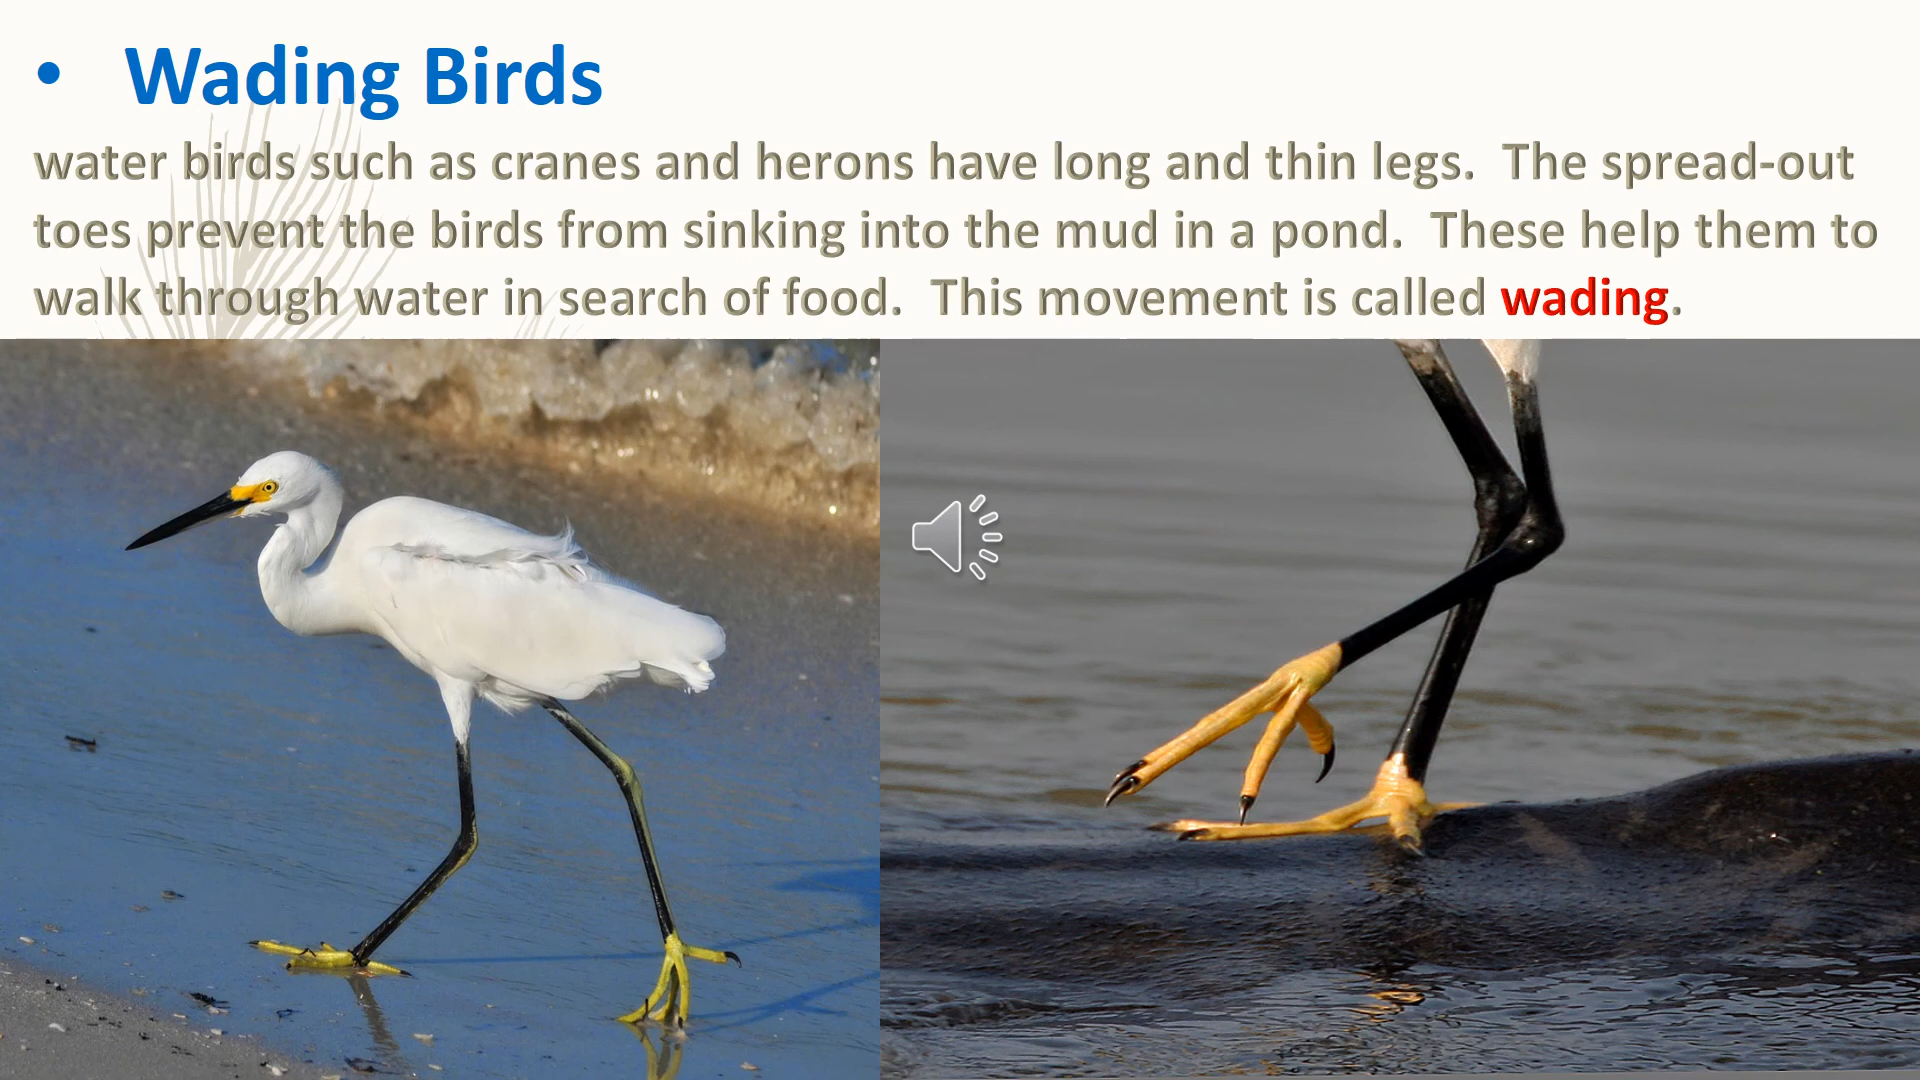 • Wading Birds
water birds such as cranes and herons have long and thin legs.  The spread-out
toes prevent the birds from sinking into the mud in a pond.  These help them to
walk through water in search of food.  This movement is called wading.